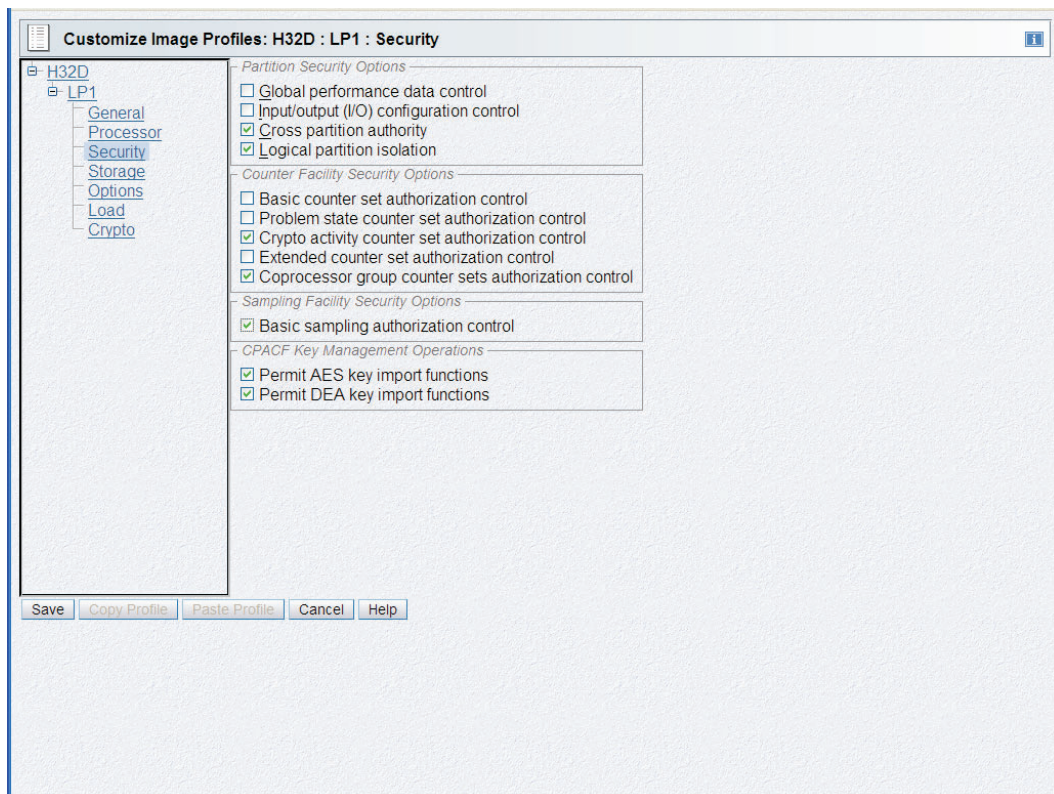 Customize Image Profiles: H32D : LP1 : Security
H32D
LP1
General
Processor
Security
Storage
Options
Load
Crypto
Partition Security Options
Global performance data control
Input/output (I/O) configuration control
Cross partition authority
Logical partition isolation
Counter Facility Security Options
Basic counter set authorization control
Problem state counter set authorization control
Crypto activity counter set authorization control
Extended counter set authorization control
Coprocessor group counter sets authorization control
Sampling Facility Security Options
Basic sampling authorization control
CPACF Key Management Operations
Permit AES key import functions
Permit DEA key import functions
Save Copy Profile Paste Profile Cancel Help